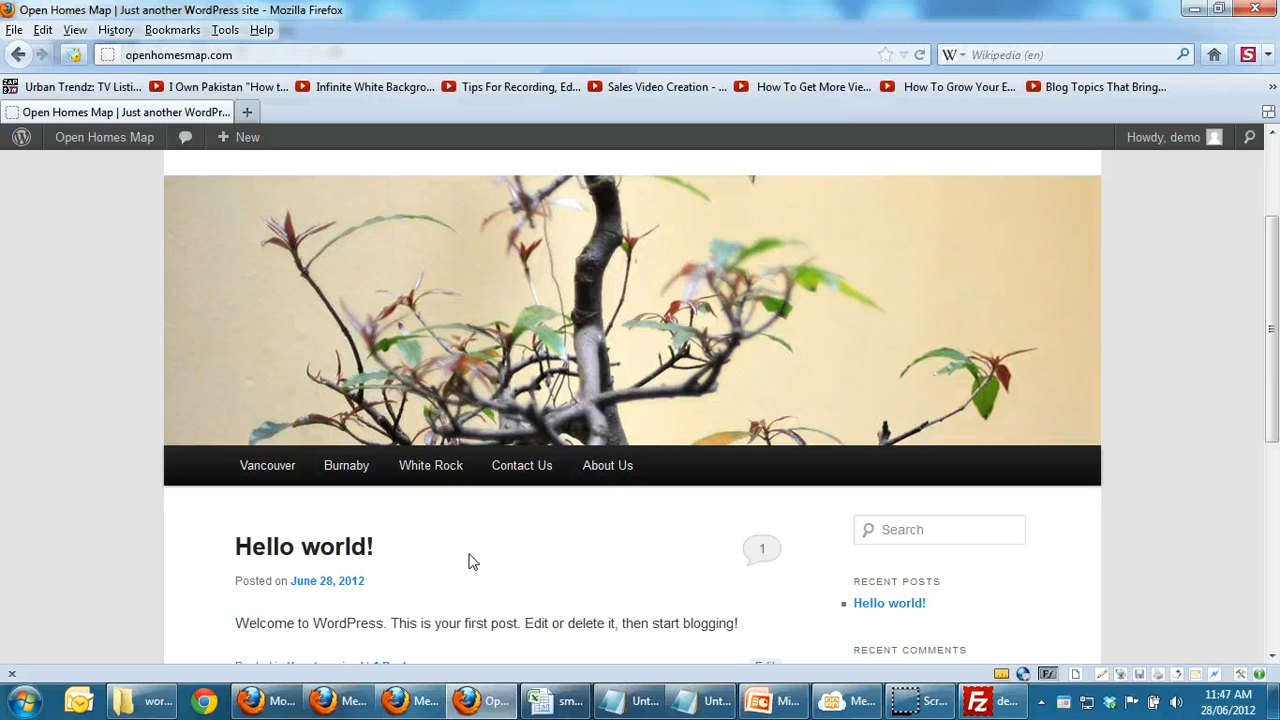 Open Homes Map | Just another WordPress site - Mozilla Firefox
File Edit View History Bookmarks Tools Help
openhomesmap.com
Wikipedia (en)
Urban Trendz: TV Listi... I Own Pakistan "How t... Infinite White Backgro... Tips For Recording, Ed... Sales Video Creation - ... How To Get More Vie... How To Grow Your E... Blog Topics That Bring...
Open Homes Map | Just another WordPr...
Open Homes Map New Howdy, demo
Vancouver Burnaby White Rock Contact Us About Us
Search
Hello world!
1
Posted on June 28, 2012
RECENT POSTS
Hello world!
Welcome to WordPress. This is your first post. Edit or delete it, then start blogging!
RECENT COMMENTS
wor... Mo... Me... Me... Op... sm... Unt... Unt... Mi... Me... Scr... de...
11:47 AM
28/06/2012